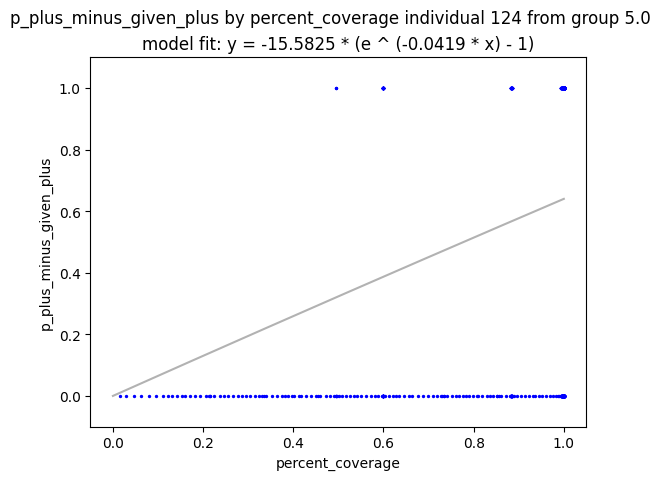 p_plus_minus_given_plus by percent_coverage individual 124 from group 5.0
model fit: y = -15.5825 * (e ^ (-0.0419 * x) - 1)
1.0
0.8
0.6
0.4
0.2
0.0
p_plus_minus_given_plus
0.0 0.2 0.4 0.6 0.8 1.0
percent_coverage